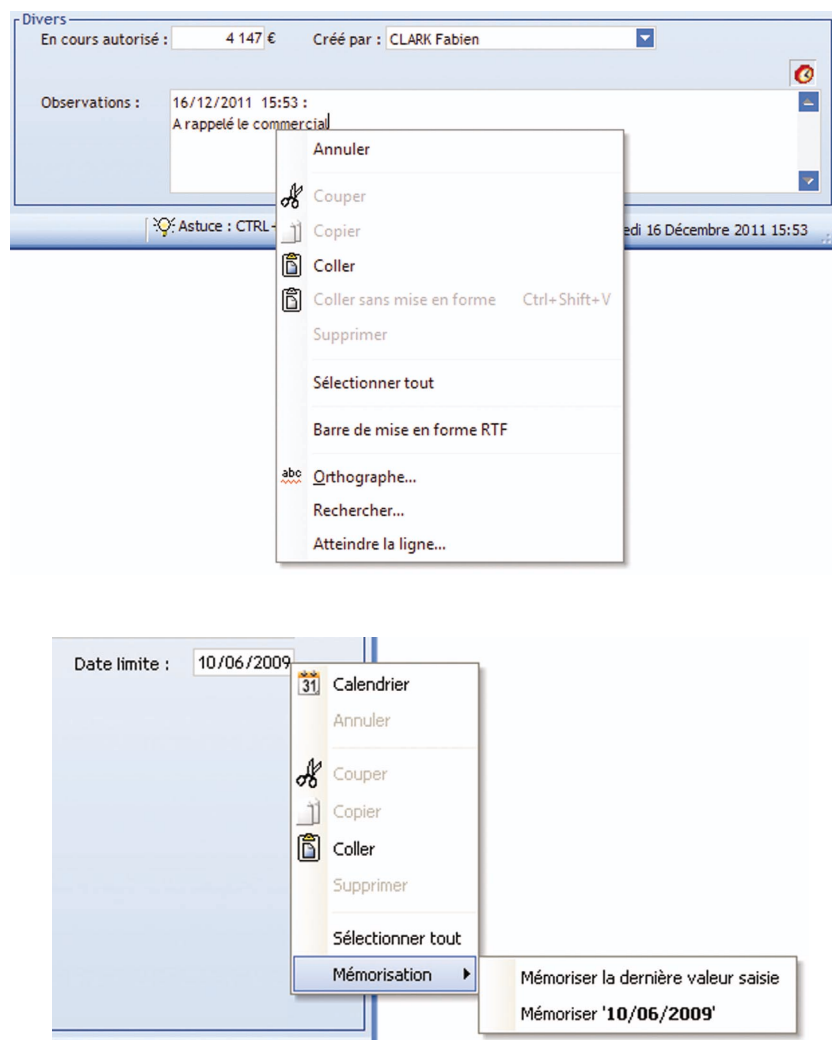 Divers
En cours autorisé : 4 147 € Créé par : CLARK Fabien
Observations : 16/12/2011 15:53 :
A rappelé le commercial
Annuler
Couper
Astuce : CTRL+ Copier edi 16 Décembre 2011 15:53
Coller
Coller sans mise en forme Ctrl+Shift+V
Supprimer
Sélectionner tout
Barre de mise en forme RTF
abc Orthographe...
Rechercher...
Atteindre la ligne...
Date limite : 10/06/2009
31 Calendrier
Annuler
Couper
Copier
Coller
Supprimer
Sélectionner tout
Mémorisation Mémoriser la dernière valeur saisie
Mémoriser '10/06/2009'